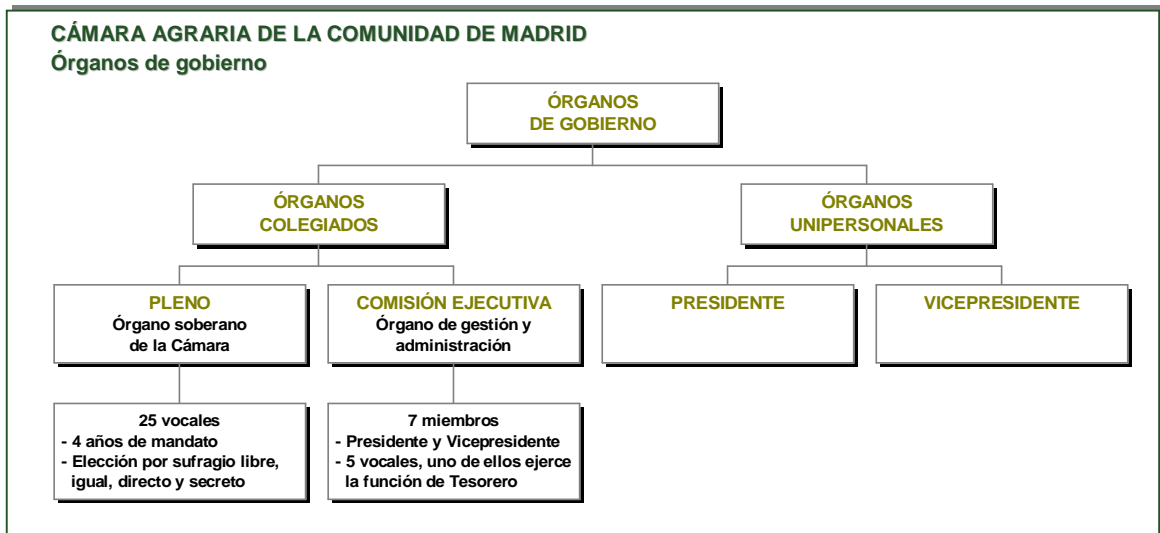 CÁMARA AGRARIA DE LA COMUNIDAD DE MADRID
Órganos de gobierno
ÓRGANOS
DE GOBIERNO
ÓRGANOS
COLEGIADOS
ÓRGANOS
UNIPERSONALES
PLENO
Órgano soberano
de la Cámara
COMISIÓN EJECUTIVA
Órgano de gestión y
administración
PRESIDENTE
VICEPRESIDENTE
25 vocales
- 4 años de mandato
- Elección por sufragio libre,
igual, directo y secreto
7 miembros
- Presidente y Vicepresidente
- 5 vocales, uno de ellos ejerce
la función de Tesorero